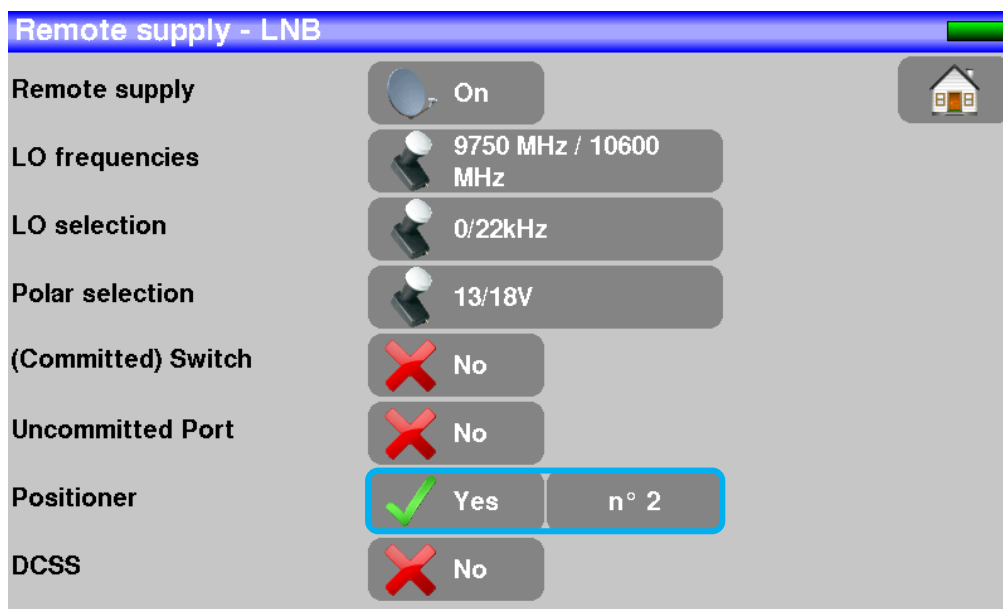 Remote supply - LNB
Remote supply On
LO frequencies 9750 MHz / 10600
MHz
LO selection 0/22kHz
Polar selection 13/18V
(Committed) Switch No
Uncommitted Port No
Positioner Yes n° 2
DCSS No